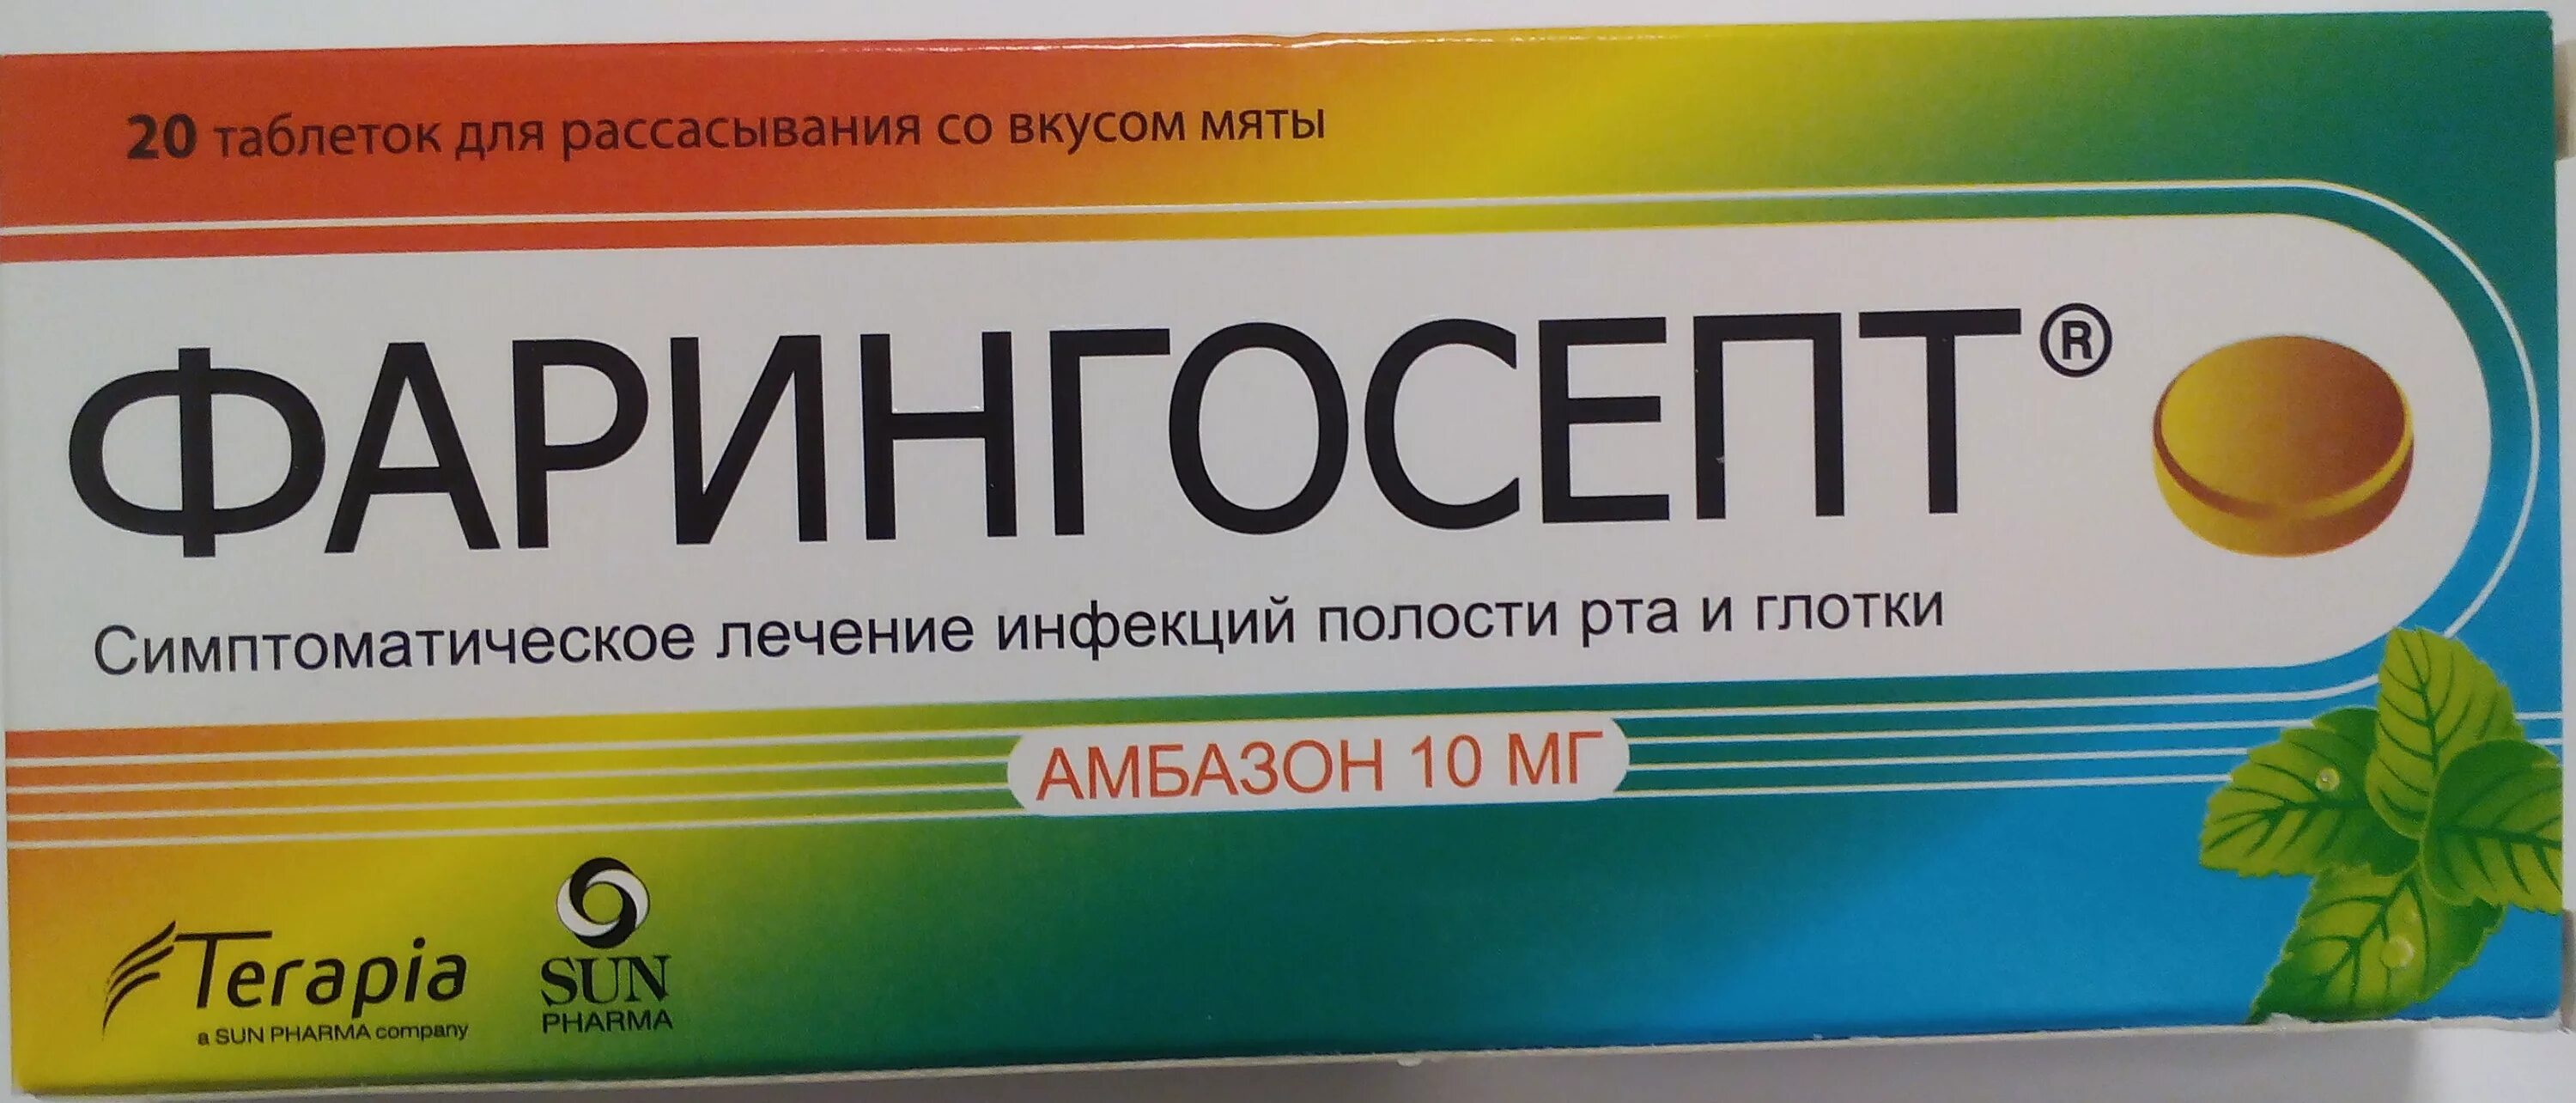 20 таблеток для рассасывания со вкусом мяты
ФАРИНГОСЕПТ®
Симптоматическое лечение инфекций полости рта и глотки
АМБАЗОН 10 МГ
Terapia
a SUN PHARMA company
SUN
PHARMA